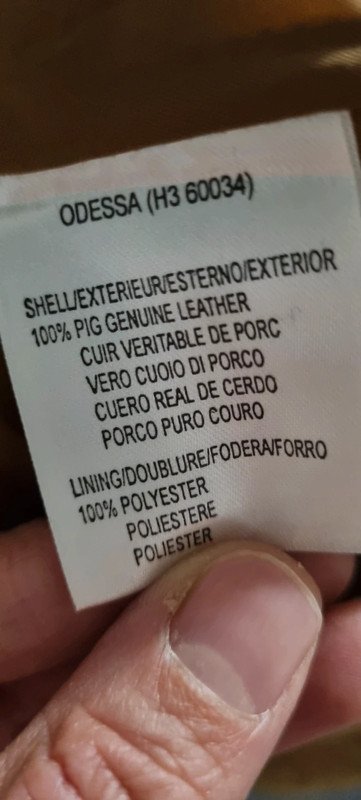 ODESSA (H3 60034)
SHELL/EXTERIEUR/ESTERNO/EXTERIOR
100% PIG GENUINE LEATHER
CUIR VERITABLE DE PORC
VERO CUOIO DI PORCO
CUERO REAL DE CERDO
PORCO PURO COURO
LINING/DOUBLURE/FODERA/FORRO
100% POLYESTER
POLIESTERE
POLIESTER